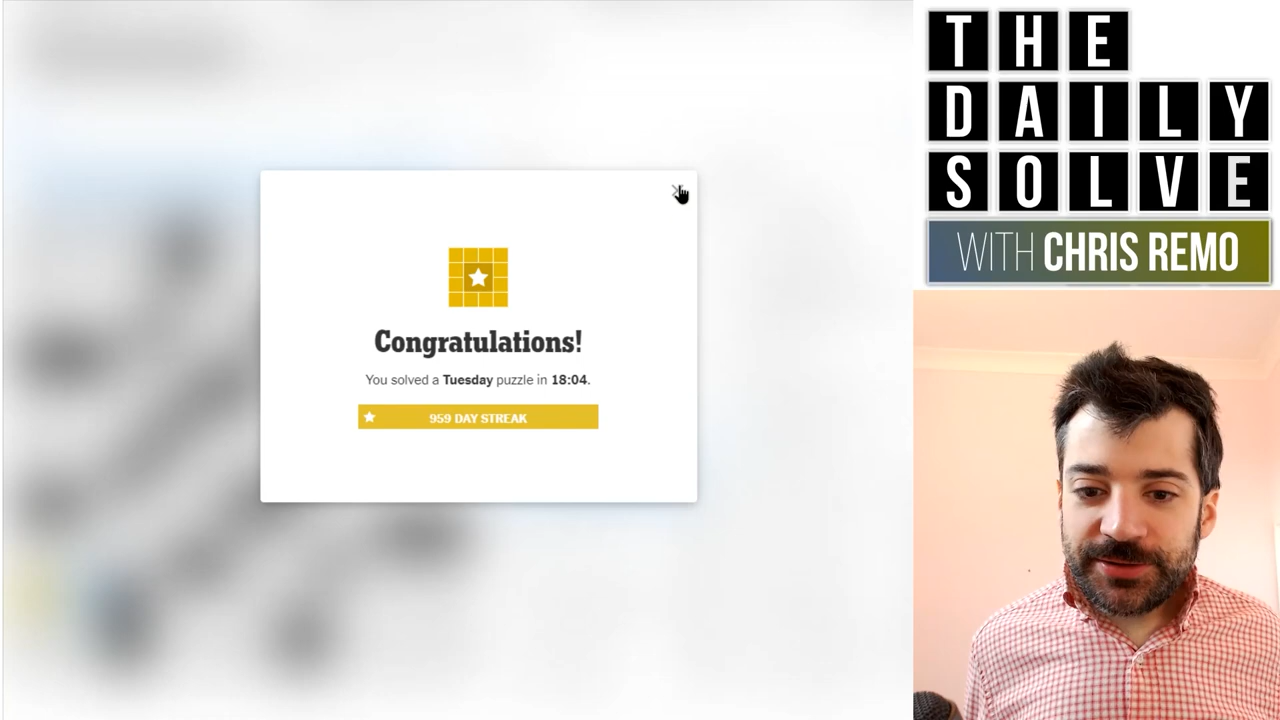 THE
DAILY
SOLVE
WITH CHRIS REMO
Congratulations!
You solved a Tuesday puzzle in 18:04.
959 DAY STREAK